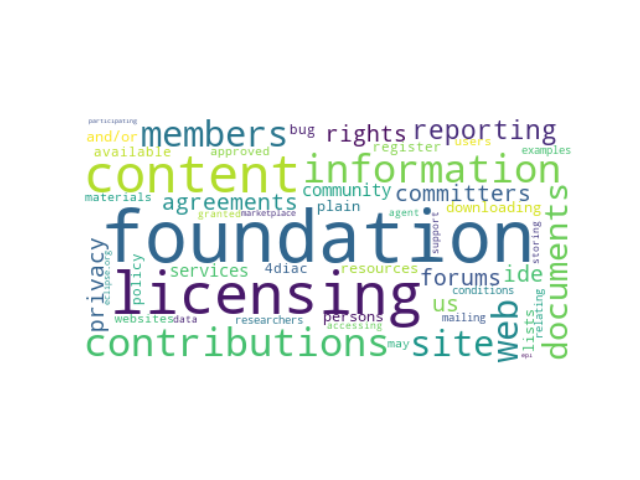 participating
and/or members bug rights reporting
users
available approved register examples
content information
materials agreements community committers
granted marketplace plain agent downloading
foundation
support storing
privacy eclipse.org policy services 4diac resources forums ide documents
conditions
licensing us
websites data researchers persons mailing web lists relating
accessing
contributions may site
api